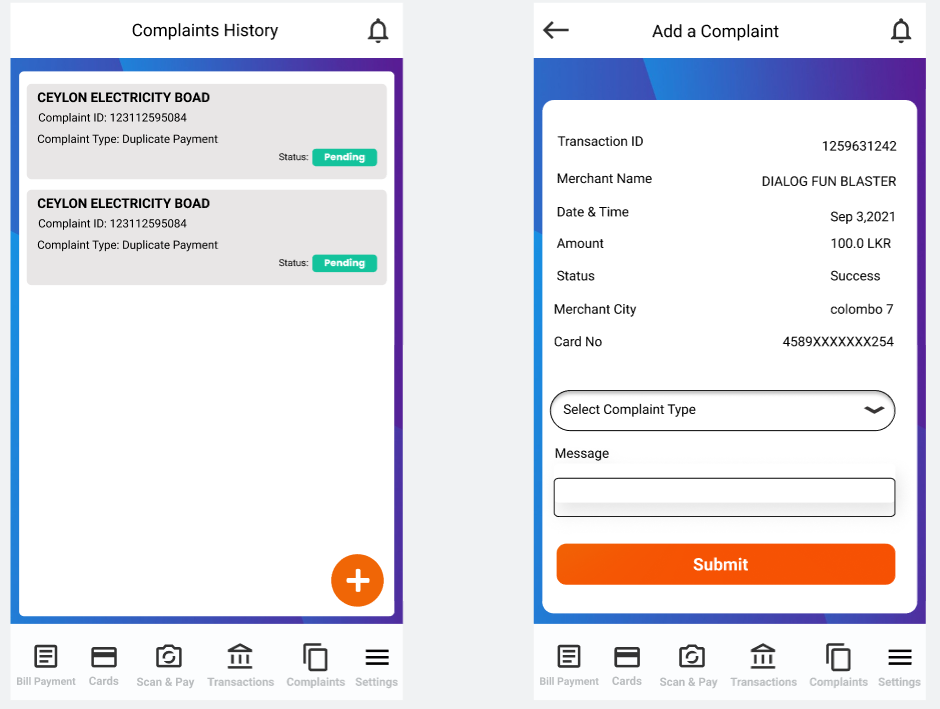 Complaints History
CEYLON ELECTRICITY BOAD
Complaint ID: 123112595084
Complaint Type: Duplicate Payment
Status: Pending
CEYLON ELECTRICITY BOAD
Complaint ID: 123112595084
Complaint Type: Duplicate Payment
Status: Pending
Bill Payment Cards Scan & Pay Transactions Complaints Settings
Add a Complaint
Transaction ID 1259631242
Merchant Name DIALOG FUN BLASTER
Date & Time Sep 3,2021
Amount 100.0 LKR
Status Success
Merchant City colombo 7
Card No 4589XXXXXXX254
Select Complaint Type
Message
Submit
Bill Payment Cards Scan & Pay Transactions Complaints Settings